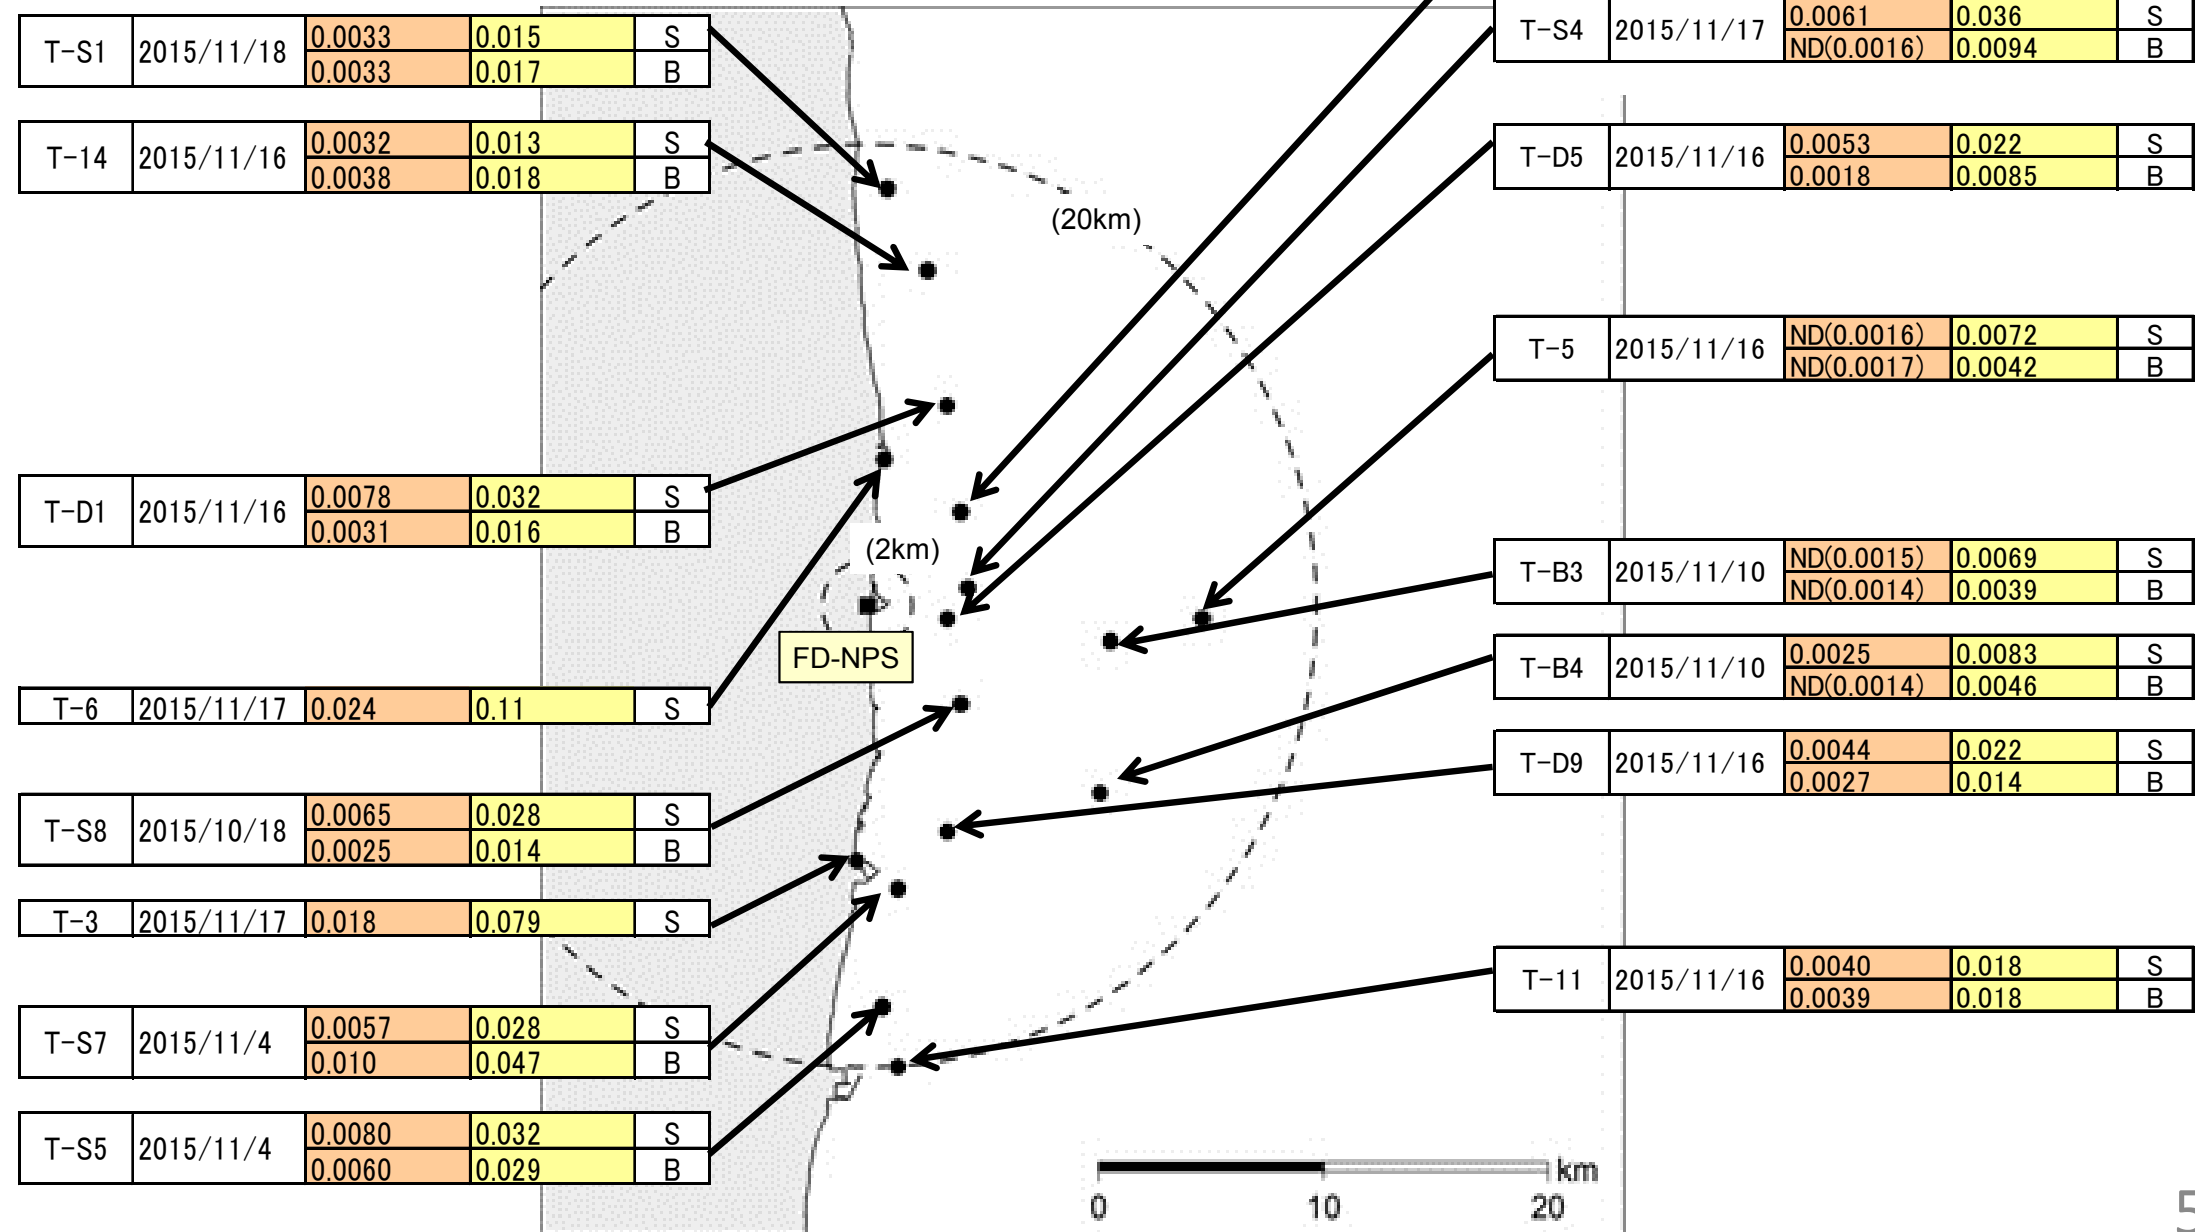 T-S1 2015/11/18 0.0033 0.015 S
0.0033 0.017 B
T-14 2015/11/16 0.0032 0.013 S
0.0038 0.018 B
T-D1 2015/11/16 0.0078 0.032 S
0.0031 0.016 B
T-6 2015/11/17 0.024 0.11 S
T-S8 2015/10/18 0.0065 0.028 S
0.0025 0.014 B
T-3 2015/11/17 0.018 0.079 S
T-S7 2015/11/4 0.0057 0.028 S
0.010 0.047 B
T-S5 2015/11/4 0.0080 0.032 S
0.0060 0.029 B
(20km)
(2km)
FD-NPS
T-S4 2015/11/17 0.0061 0.036 S
ND(0.0016) 0.0094 B
T-D5 2015/11/16 0.0053 0.022 S
0.0018 0.0085 B
T-5 2015/11/16 ND(0.0016) 0.0072 S
ND(0.0017) 0.0042 B
T-B3 2015/11/10 ND(0.0015) 0.0069 S
ND(0.0014) 0.0039 B
T-B4 2015/11/10 0.0025 0.0083 S
ND(0.0014) 0.0046 B
T-D9 2015/11/16 0.0044 0.022 S
0.0027 0.014 B
T-11 2015/11/16 0.0040 0.018 S
0.0039 0.018 B
km
0 10 20